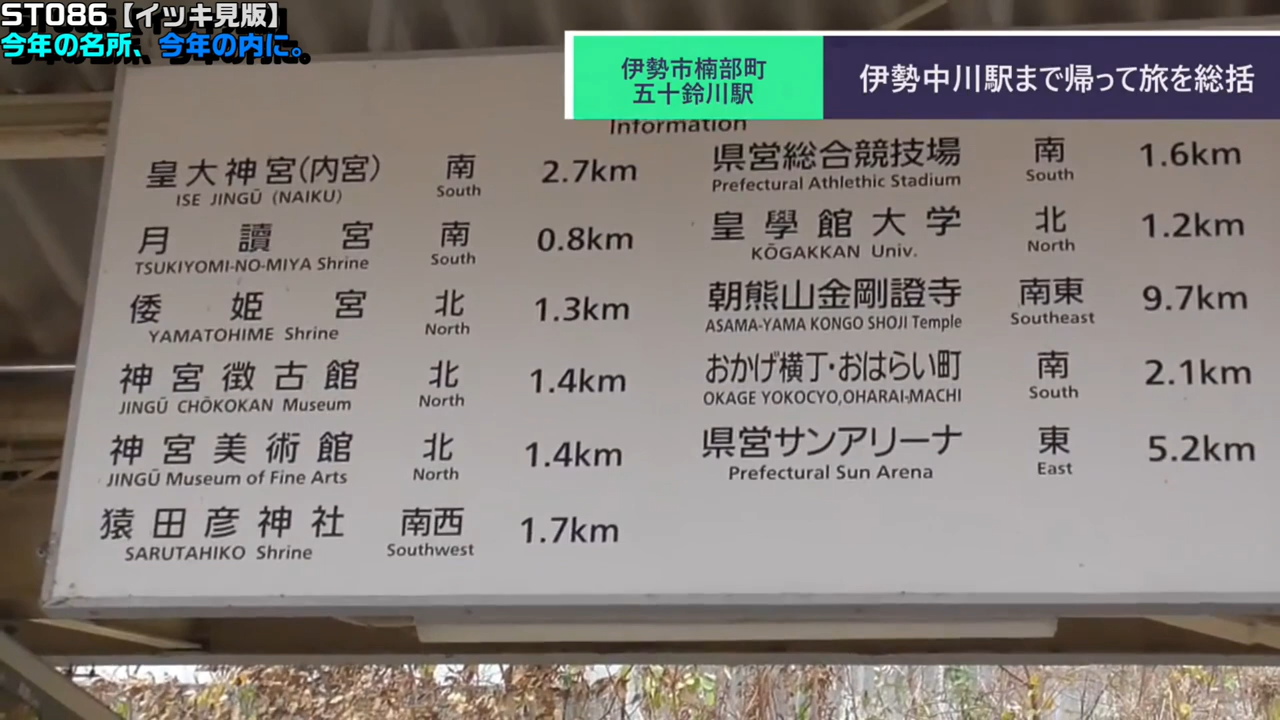 ST086【イッキ見版】
今年の名所、今年の内に。
伊勢市楠部町
五十鈴川駅
伊勢中川駅まで帰って旅を総括
Information
皇大神宮(内宮) 南 2.7km
ISE JINGŪ (NAIKU) South
月讀宮 南 0.8km
TSUKIYOMI-NO-MIYA Shrine South
倭姫宮 北 1.3km
YAMATOHIME Shrine North
神宮徴古館 北 1.4km
JINGŪ CHŌKOKAN Museum North
神宮美術館 北 1.4km
JINGŪ Museum of Fine Arts North
猿田彦神社 南西 1.7km
SARUTAHIKO Shrine Southwest
県営総合競技場 南 1.6km
Prefectural Athlethic Stadium South
皇學館大学 北 1.2km
KŌGAKKAN Univ. North
朝熊山金剛證寺 南東 9.7km
ASAMA-YAMA KONGO SHOJI Temple Southeast
おかげ横丁・おはらい町 南 2.1km
OKAGE YOKOCYO,OHARAI-MACHI South
県営サンアリーナ 東 5.2km
Prefectural Sun Arena East